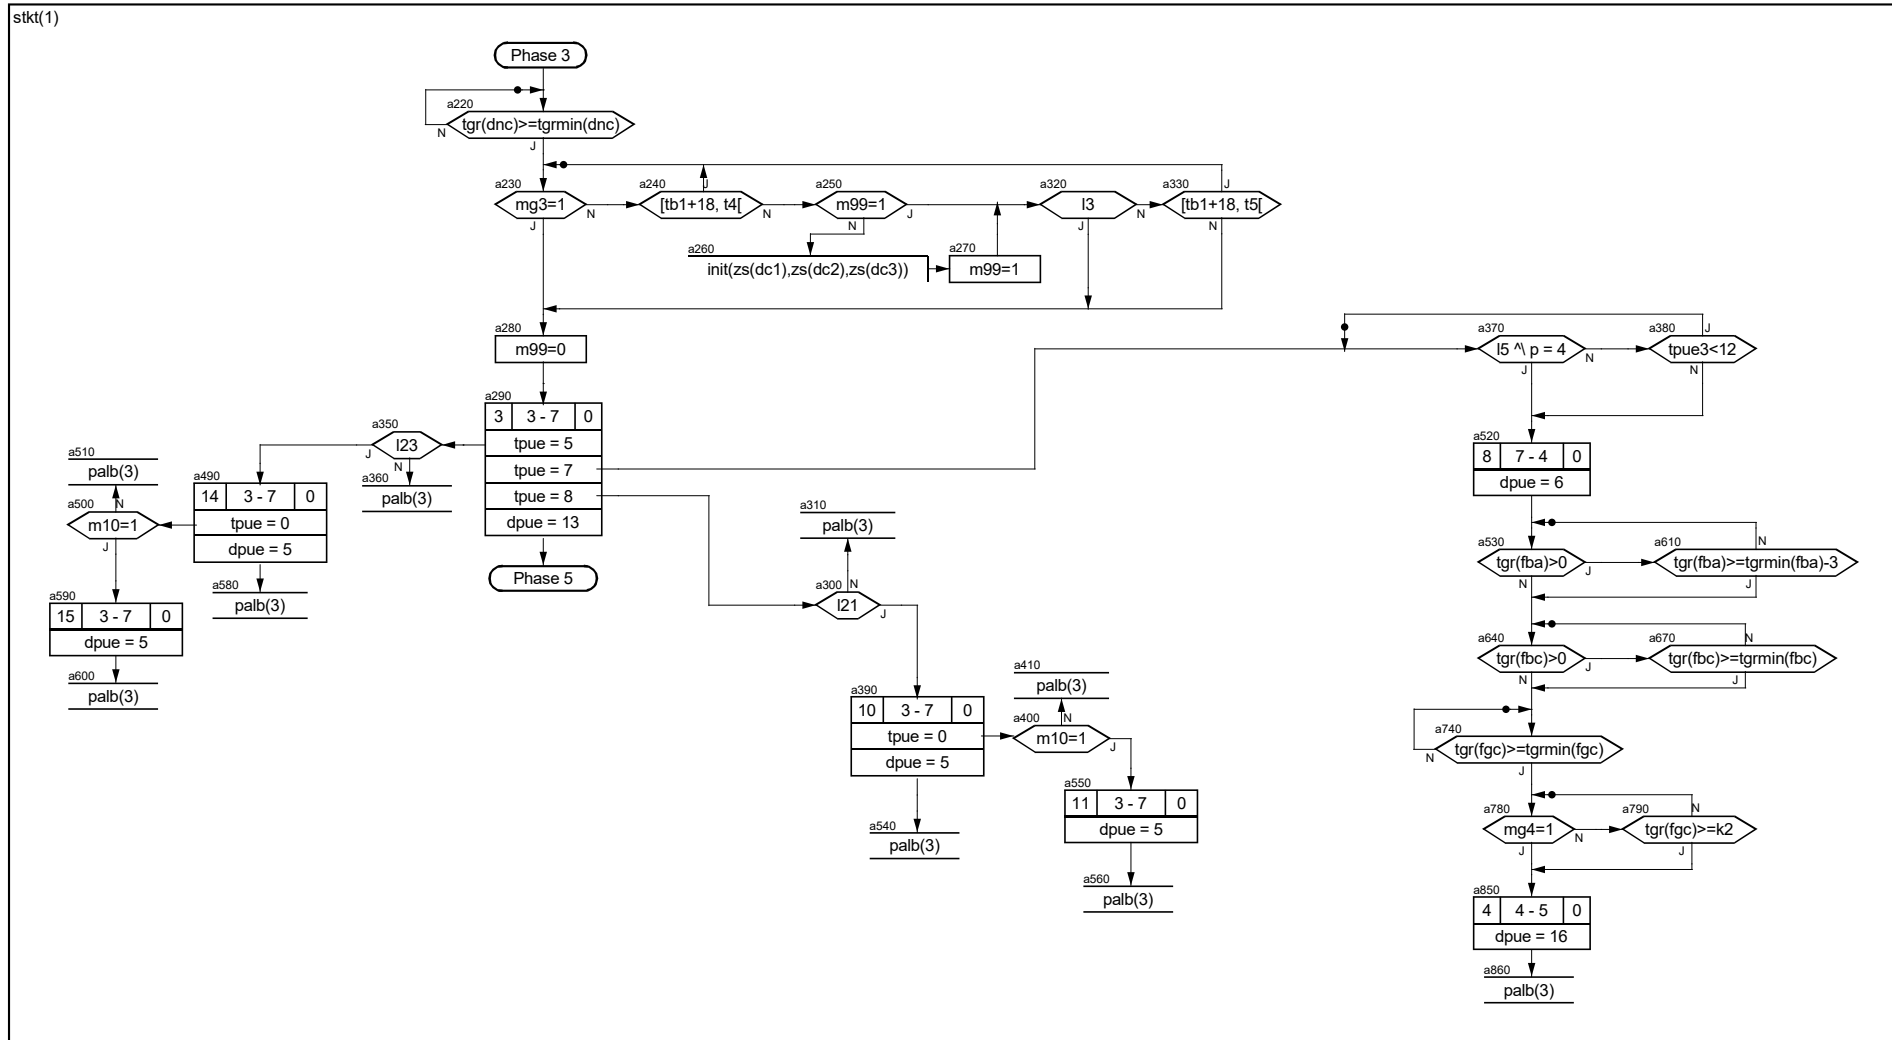 stkt(1)
Phase 3
a220
tgr(dnc)>=tgrmin(dnc)
N
J
a230
mg3=1
N
J
a240
[tb1+18, t4[
J
N
a250
m99=1
J
N
a260
init(zs(dc1),zs(dc2),zs(dc3))
a270
m99=1
a320
l3
N
J
a330
[tb1+18, t5[
J
N
a280
m99=0
a290
3 3 - 7 0
tpue = 5
tpue = 7
tpue = 8
dpue = 13
Phase 5
a350
l23
J
N
a360
palb(3)
a490
14 3 - 7 0
tpue = 0
dpue = 5
a580
palb(3)
a510
palb(3)
a500
N
m10=1
J
a590
15 3 - 7 0
dpue = 5
a600
palb(3)
a310
palb(3)
a300
N
l21
J
a390
10 3 - 7 0
tpue = 0
dpue = 5
a540
palb(3)
a410
palb(3)
a400
N
m10=1
J
a550
11 3 - 7 0
dpue = 5
a560
palb(3)
a370
l5 ^\ p = 4
N
J
a380
J
tpue3<12
N
a520
8 7 - 4 0
dpue = 6
a530
tgr(fba)>0
J
N
a610
N
tgr(fba)>=tgrmin(fba)-3
J
a640
tgr(fbc)>0
J
N
a670
N
tgr(fbc)>=tgrmin(fbc)
J
a740
tgr(fgc)>=tgrmin(fgc)
N
J
a780
mg4=1
N
J
a790
N
tgr(fgc)>=k2
J
a850
4 4 - 5 0
dpue = 16
a860
palb(3)